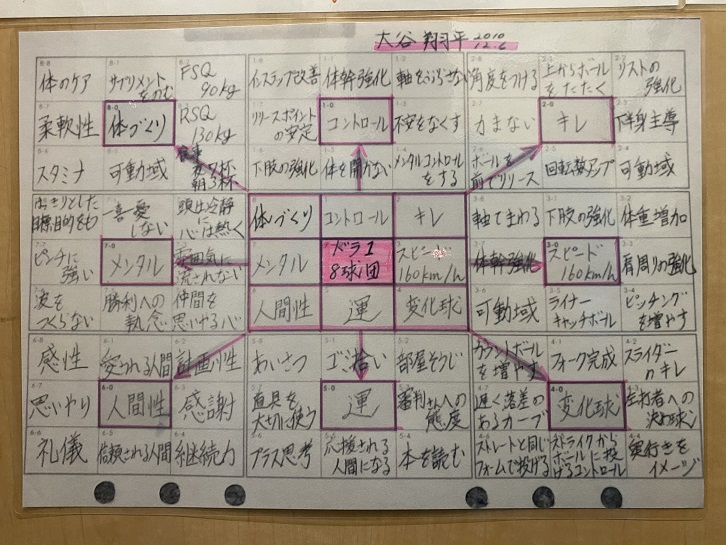 大谷 翔平 2010 12.6
体のケア
サプリメントをのむ
FSQ 90kg
柔軟性
体づくり
RSQ 130kg
スタミナ
可動域
食事 夜7杯 朝3杯
インステップ改善
体幹強化
軸をぶらさない
リリースポイントの安定
コントロール
不安をなくす
下肢の強化
体を開かない
メンタルコントロールをする
角度をつける
上からボールをたたく
リストの強化
力まない
キレ
下半身主導
ボールを前でリリース
回転数アップ
可動域
はっきりとした目標、目的をもつ
一喜一憂しない
頭は冷静に心は熱く
ピンチに強い
メンタル
雰囲気に流されない
波をつくらない
勝利への執念
仲間を思いやる心
体づくり
コントロール
キレ
メンタル
ドラ1 8球団
スピード 160km/h
人間性
運
変化球
軸でまわる
下肢の強化
体重増加
体幹強化
スピード 160km/h
肩周りの強化
可動域
ライナーキャッチボール
ピッチングを増やす
感性
愛される人間
計画性
思いやり
人間性
感謝
礼儀
信頼される人間
継続力
あいさつ
ゴミ拾い
部屋そうじ
道具を大切に使う
運
審判さんへの態度
プラス思考
応援される人間になる
本を読む
カウントボールを増やす
フォーク完成
スライダーのキレ
遅く落差のあるカーブ
変化球
左打者への決め球
ストレートと同じフォームで投げる
ストライクからボールに投げるコントロール
奥行きをイメージ